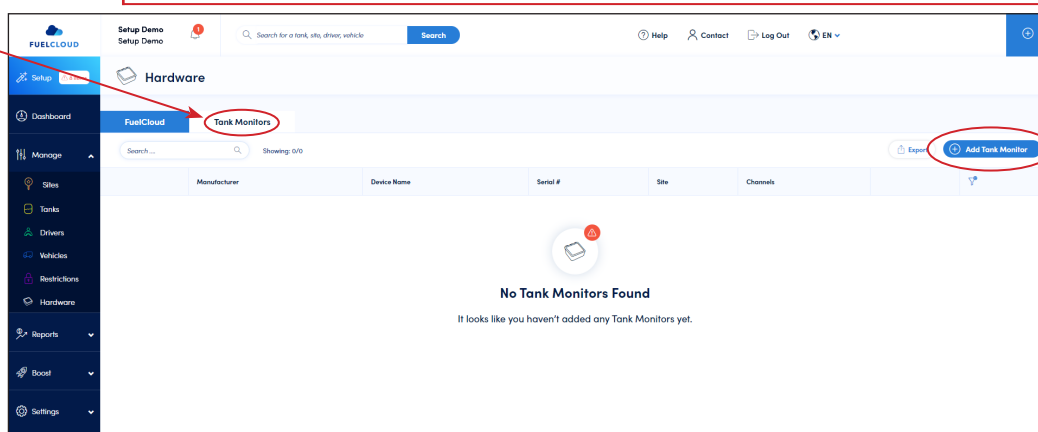 FUELCLOUD
Setup Demo
Setup Demo
1
Search for a tank, site, driver, vehicle
Search
Help
Contact
Log Out
EN
Setup
Hardware
Dashboard
FuelCloud
Tank Monitors
Manage
Search ...
Showing: 0/0
Export
Add Tank Monitor
Manufacturer
Device Name
Serial #
Site
Channels
Sites
Tanks
Drivers
Vehicles
Restrictions
Hardware
No Tank Monitors Found
It looks like you haven't added any Tank Monitors yet.
Reports
Boost
Settings